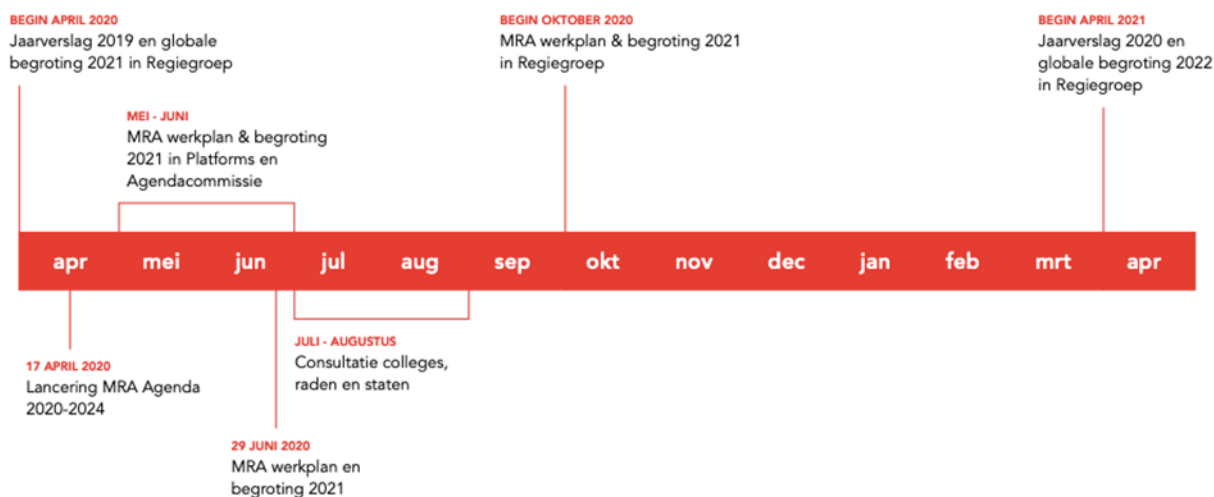 BEGIN APRIL 2020
Jaarverslag 2019 en globale
begroting 2021 in Regiegroep
BEGIN OKTOBER 2020
MRA werkplan & begroting 2021
in Regiegroep
BEGIN APRIL 2021
Jaarverslag 2020 en
globale begroting 2022
in Regiegroep
MEI - JUNI
MRA werkplan & begroting
2021 in Platforms en
Agendacommissie
apr mei jun jul aug sep okt nov dec jan feb mrt apr
17 APRIL 2020
Lancering MRA Agenda
2020-2024
JULI - AUGUSTUS
Consultatie colleges,
raden en staten
29 JUNI 2020
MRA werkplan en
begroting 2021